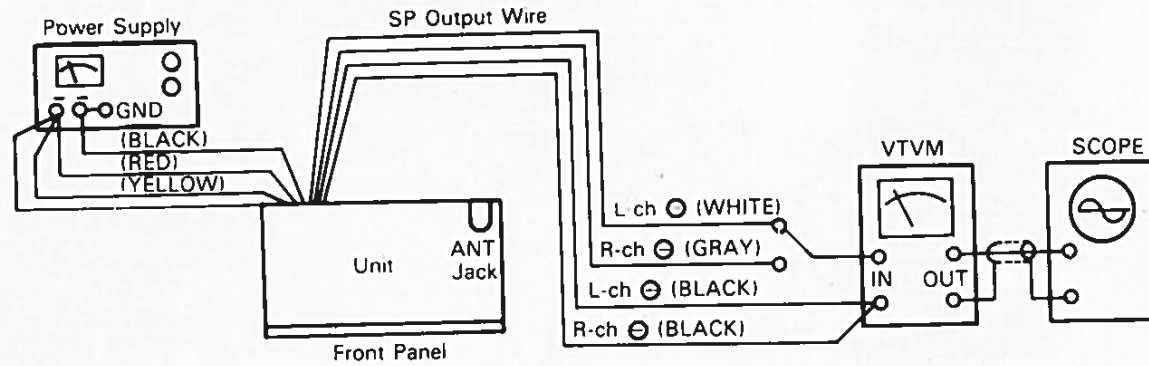 Power Supply
GND
(BLACK)
(RED)
(YELLOW)
SP Output Wire
Unit
ANT
Jack
Front Panel
L-ch ⊖ (WHITE)
R-ch ⊖ (GRAY)
L-ch ⊖ (BLACK)
R-ch ⊖ (BLACK)
VTVM
IN OUT
SCOPE